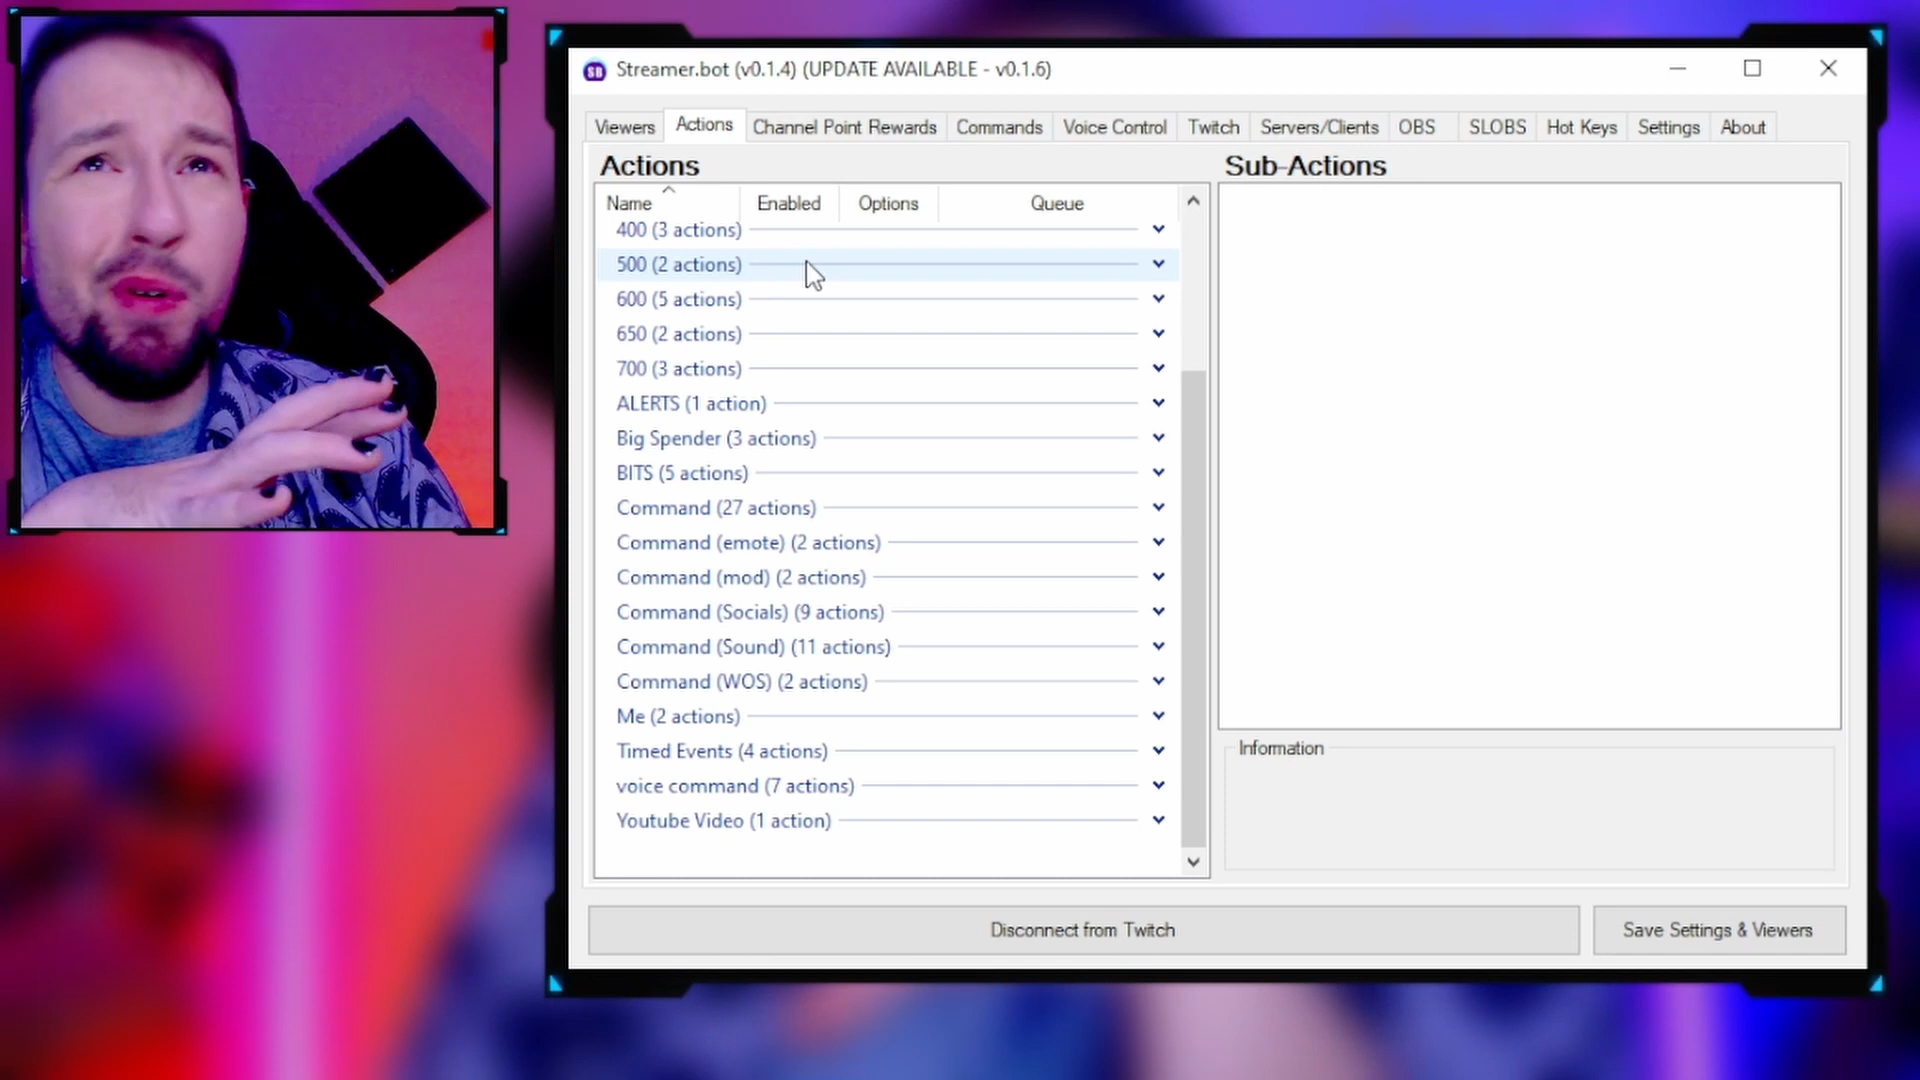 SB Streamer.bot (v0.1.4) (UPDATE AVAILABLE - v0.1.6)
Viewers Actions Channel Point Rewards Commands Voice Control Twitch Servers/Clients OBS SLOBS Hot Keys Settings About
Actions
Name Enabled Options Queue
400 (3 actions)
500 (2 actions)
600 (5 actions)
650 (2 actions)
700 (3 actions)
ALERTS (1 action)
Big Spender (3 actions)
BITS (5 actions)
Command (27 actions)
Command (emote) (2 actions)
Command (mod) (2 actions)
Command (Socials) (9 actions)
Command (Sound) (11 actions)
Command (WOS) (2 actions)
Me (2 actions)
Timed Events (4 actions)
voice command (7 actions)
Youtube Video (1 action)
Sub-Actions
Information
Disconnect from Twitch
Save Settings & Viewers